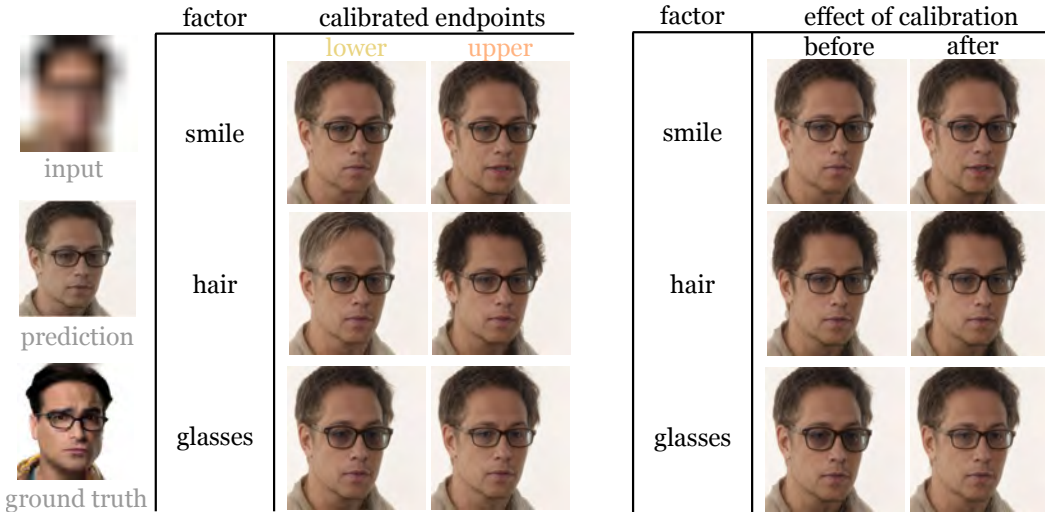 factor calibrated endpoints
lower upper
input
smile
prediction
hair
ground truth
glasses
factor effect of calibration
before after
smile
hair
glasses